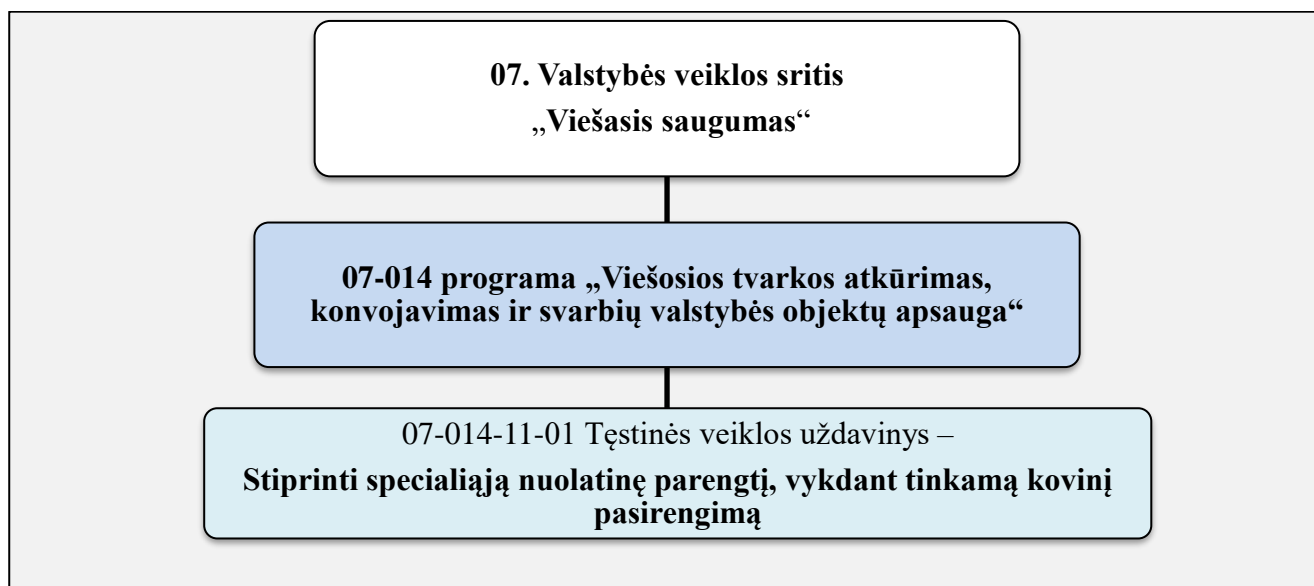 07. Valstybės veiklos sritis
„Viešasis saugumas“
07-014 programa „Viešosios tvarkos atkūrimas,
konvojavimas ir svarbių valstybės objektų apsauga“
07-014-11-01 Tęstinės veiklos uždavinys –
Stiprinti specialiąją nuolatinę parengtį, vykdant tinkamą kovinį
pasirengimą